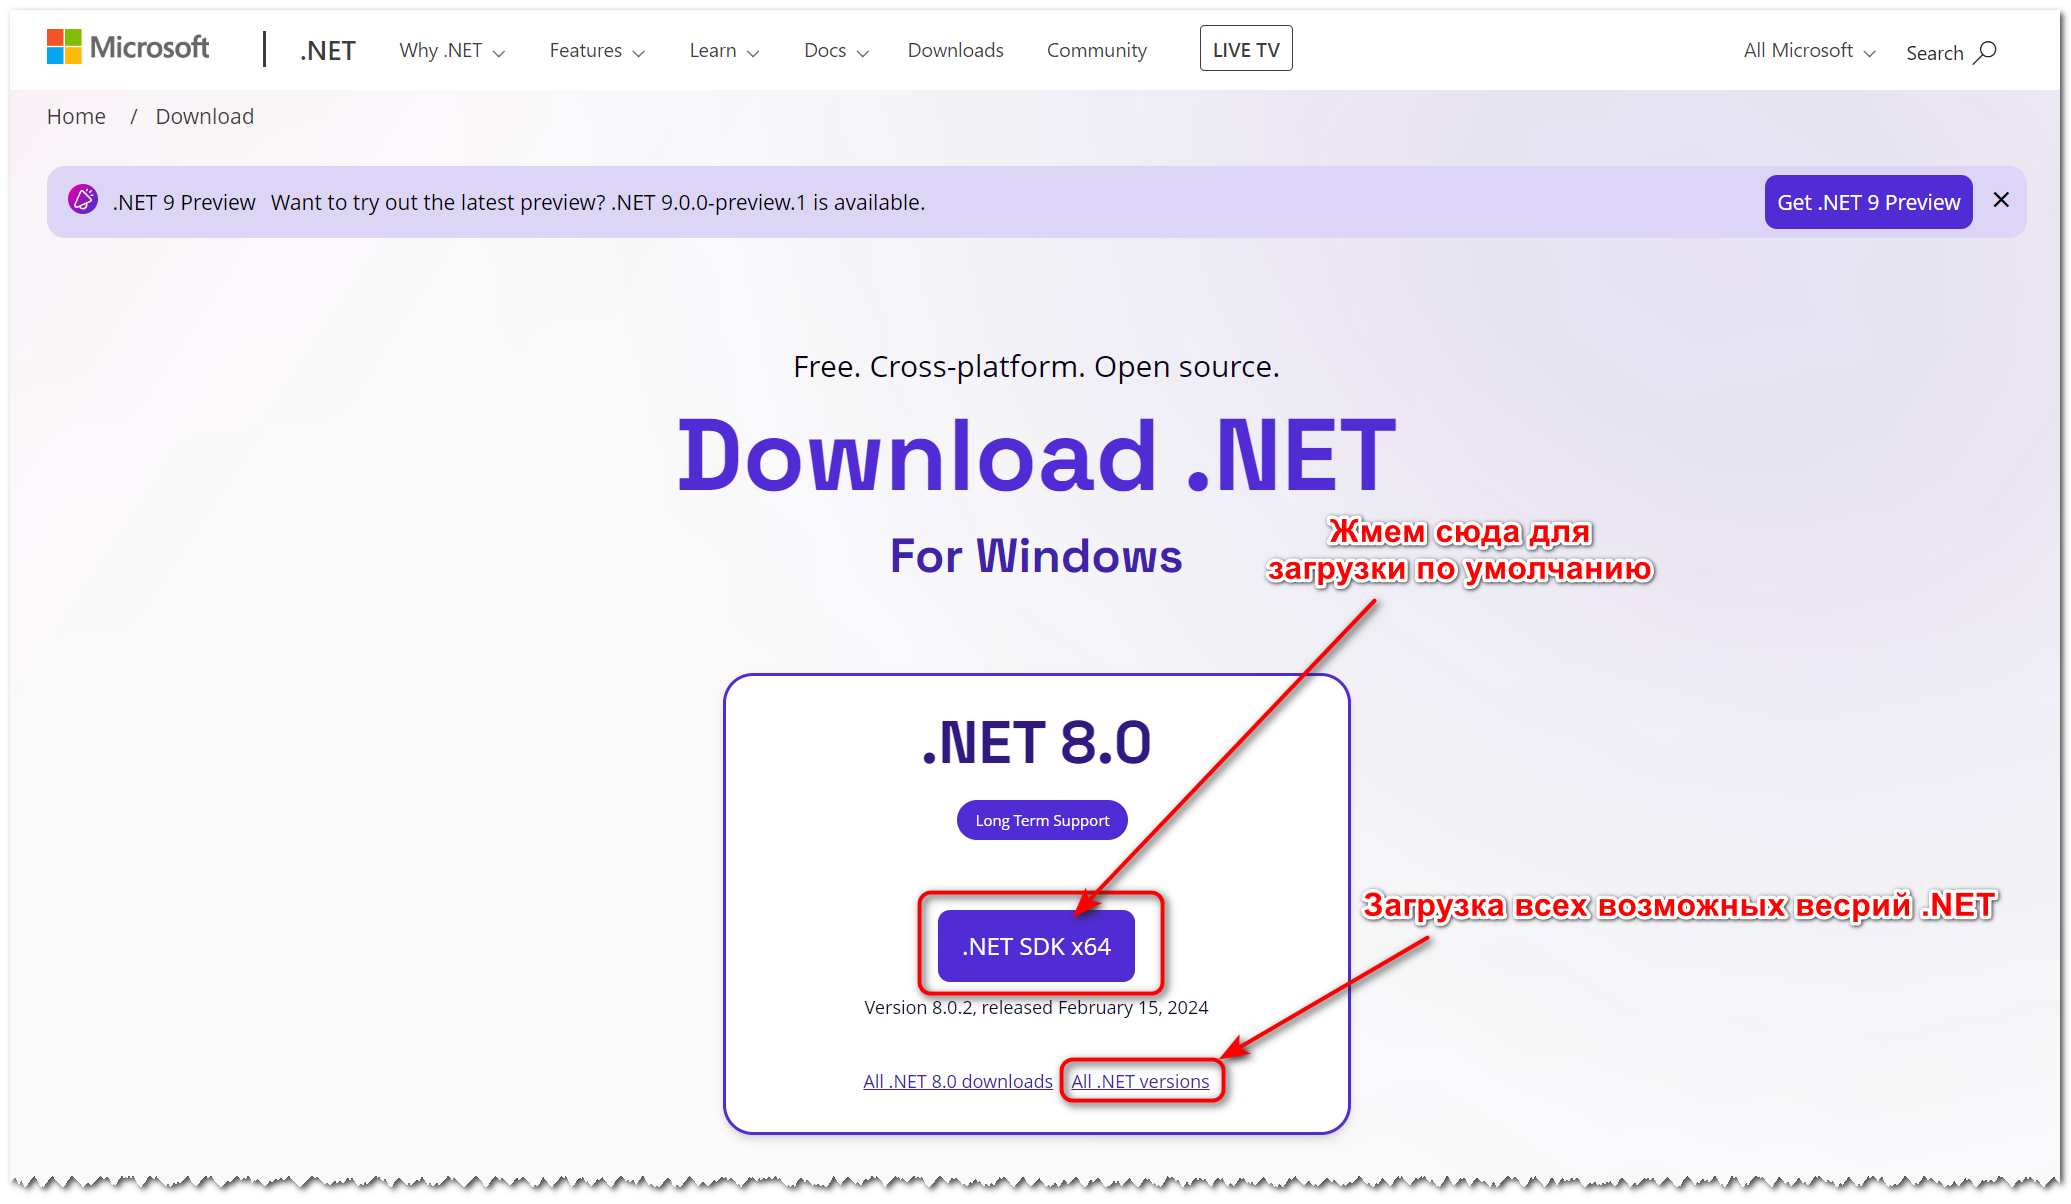 Microsoft
.NET
Why .NET
Features
Learn
Docs
Downloads
Community
LIVE TV
All Microsoft
Search
Home / Download
.NET 9 Preview Want to try out the latest preview? .NET 9.0.0-preview.1 is available.
Get .NET 9 Preview
Free. Cross-platform. Open source.
Download .NET
For Windows
Жмем сюда для
загрузки по умолчанию
.NET 8.0
Long Term Support
Загрузка всех возможных весрий .NET
.NET SDK x64
Version 8.0.2, released February 15, 2024
All .NET 8.0 downloads
All .NET versions